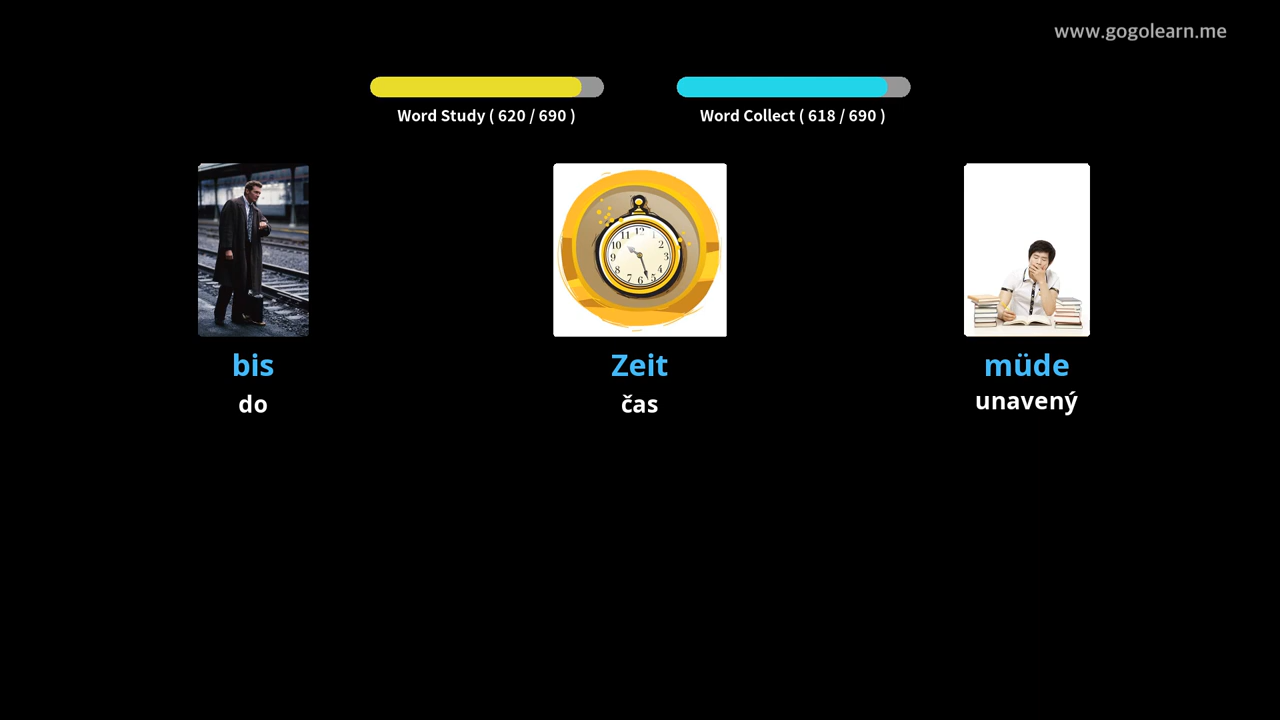 www.gogolearn.me
Word Study ( 620 / 690 )
Word Collect ( 618 / 690 )
bis
do
Zeit
čas
müde
unavený